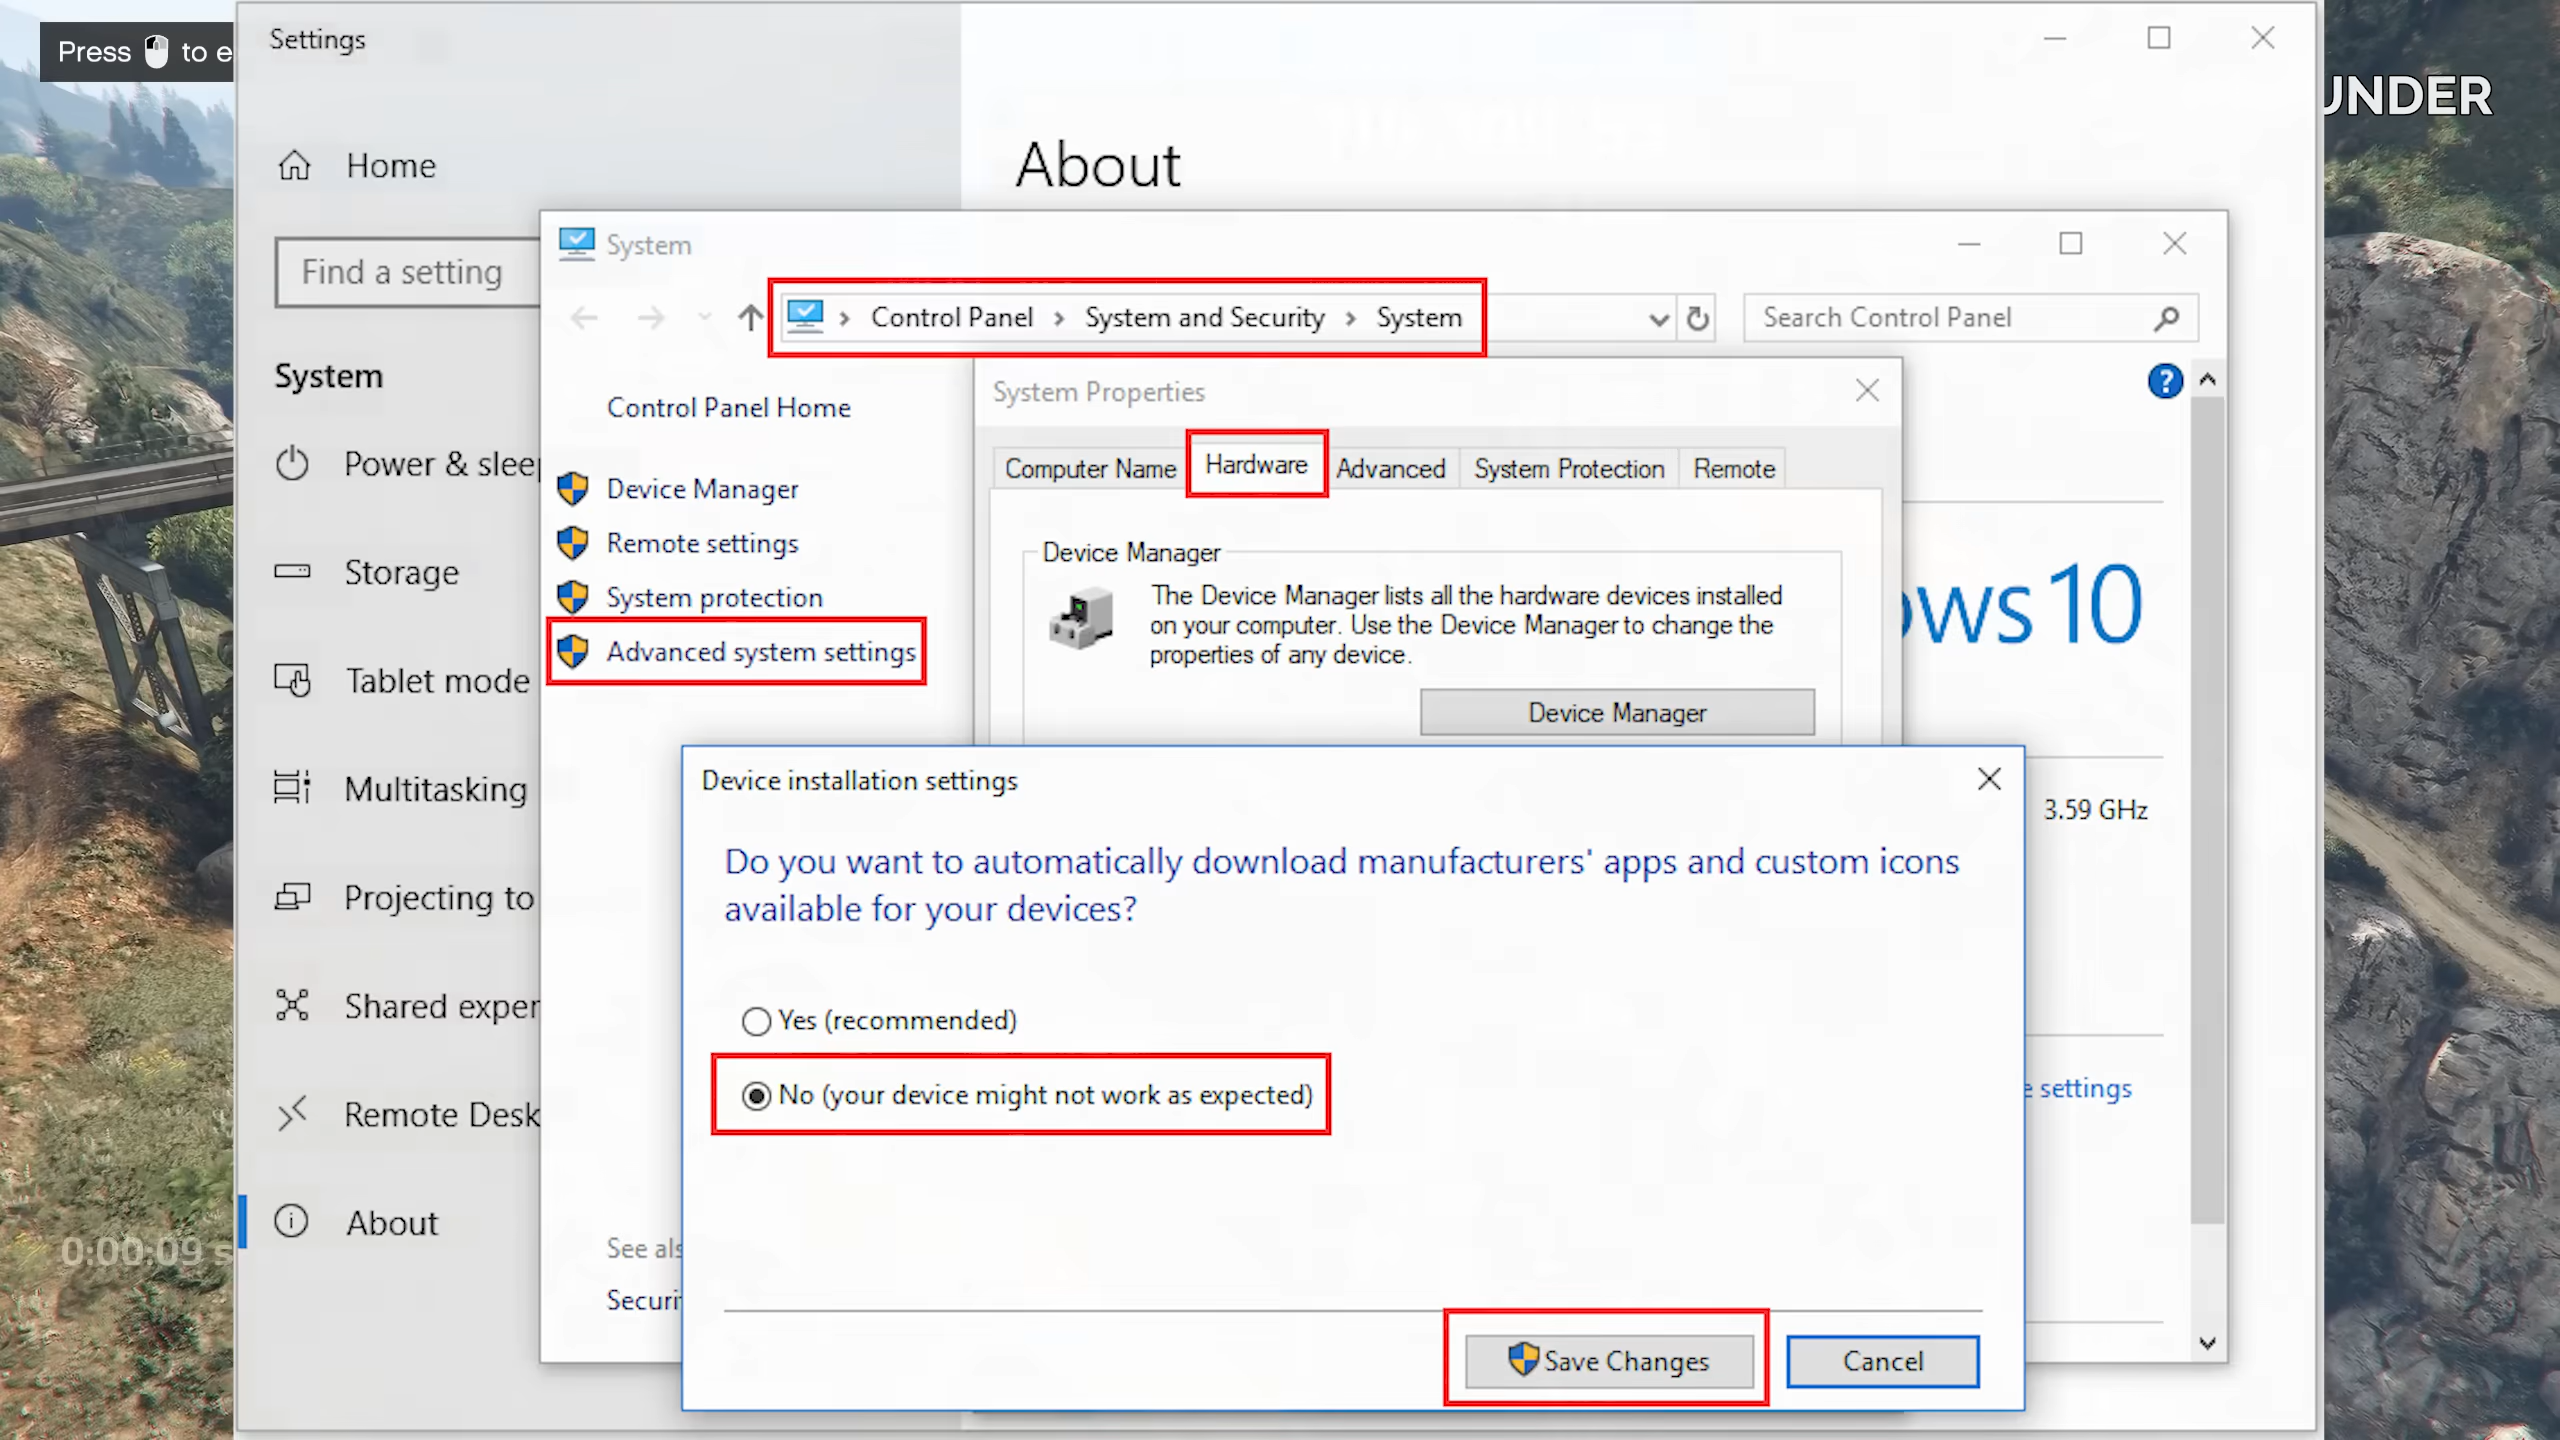 Press to e
UNDER
Settings
Home
Find a setting
System
Power & sleep
Storage
Tablet mode
Multitasking
Projecting to
Shared exper
Remote Desk
About
0:00:09 s
About
System
Control Panel > System and Security > System
Search Control Panel
Control Panel Home
Device Manager
Remote settings
System protection
Advanced system settings
See als
Securit
?
ows 10
3.59 GHz
e settings
System Properties
Computer Name Hardware Advanced System Protection Remote
Device Manager
The Device Manager lists all the hardware devices installed
on your computer. Use the Device Manager to change the
properties of any device.
Device Manager
Device installation settings
Do you want to automatically download manufacturers' apps and custom icons
available for your devices?
Yes (recommended)
No (your device might not work as expected)
Save Changes Cancel